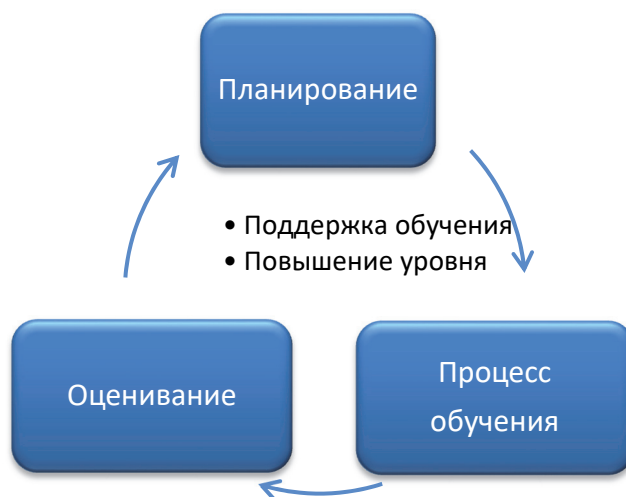 Планирование
• Поддержка обучения
• Повышение уровня
Оценивание
Процесс
обучения